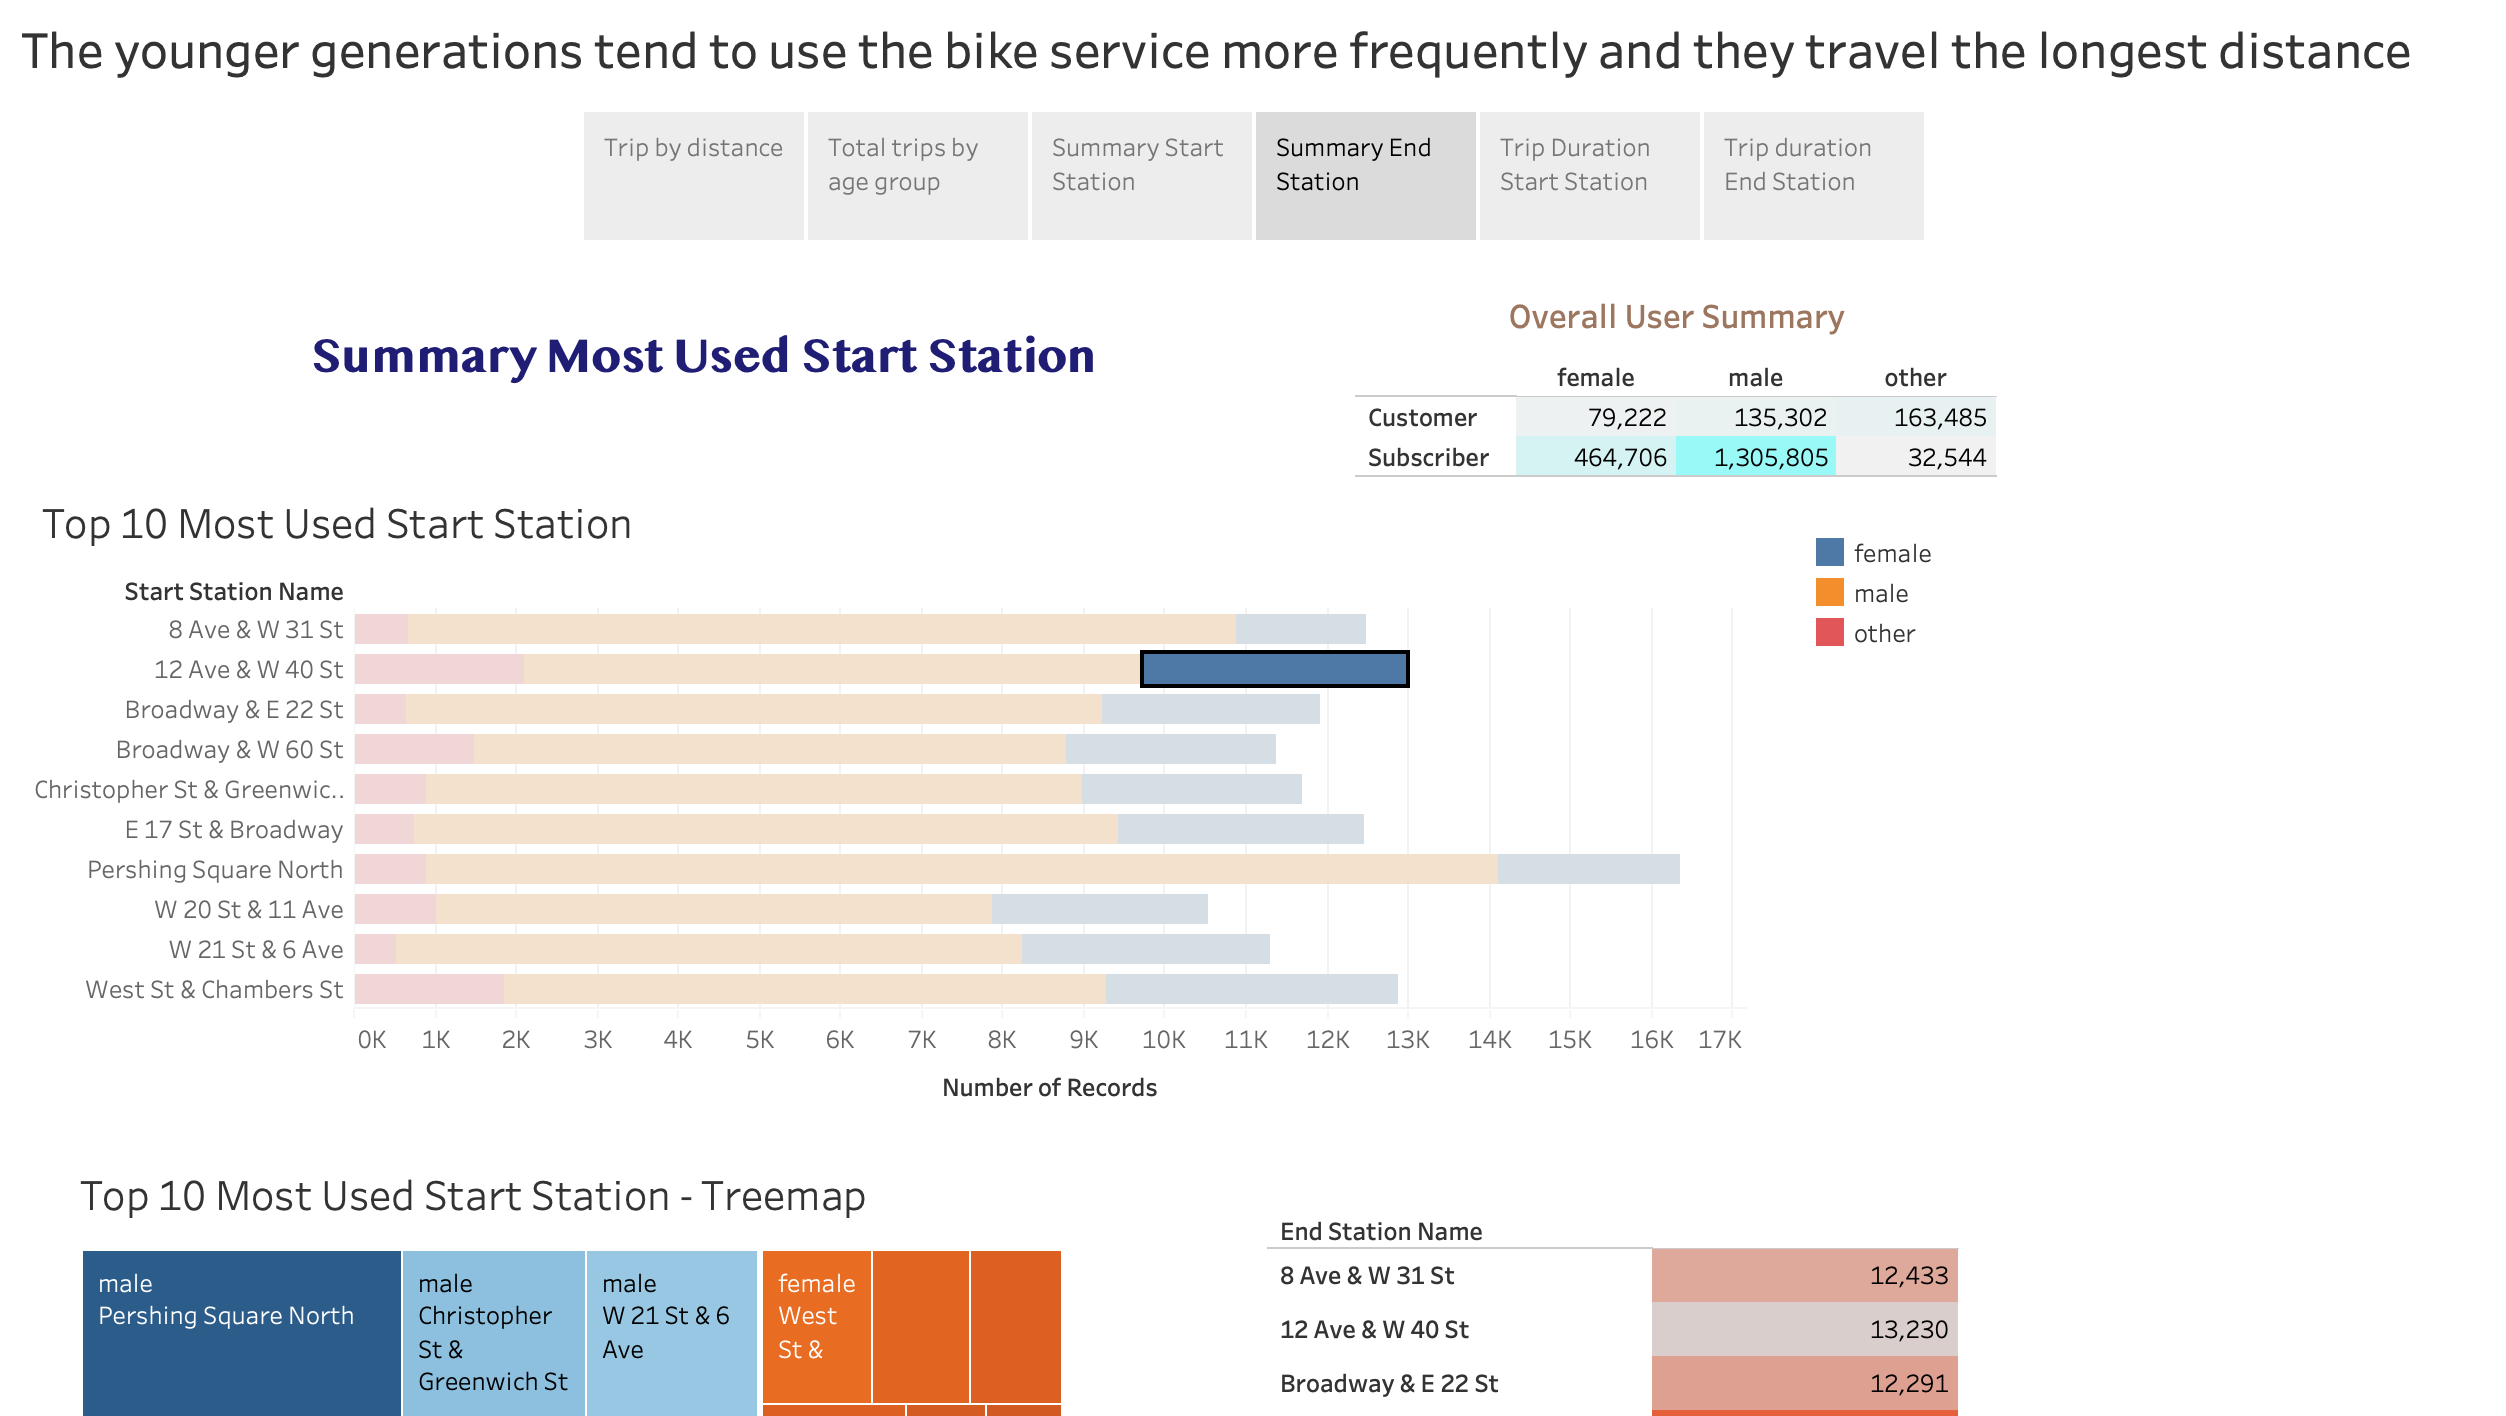 The younger generations tend to use the bike service more frequently and they travel the longest distance
Trip by distance
Total trips by
age group
Summary Start
Station
Summary End
Station
Trip Duration
Start Station
Trip duration
End Station
Summary Most Used Start Station
Overall User Summary
female male other
Customer 79,222 135,302 163,485
Subscriber 464,706 1,305,805 32,544
Top 10 Most Used Start Station
female
male
other
Start Station Name
8 Ave & W 31 St
12 Ave & W 40 St
Broadway & E 22 St
Broadway & W 60 St
Christopher St & Greenwic..
E 17 St & Broadway
Pershing Square North
W 20 St & 11 Ave
W 21 St & 6 Ave
West St & Chambers St
0K 1K 2K 3K 4K 5K 6K 7K 8K 9K 10K 11K 12K 13K 14K 15K 16K 17K
Number of Records
Top 10 Most Used Start Station - Treemap
male
Pershing Square North
male
Christopher
St &
Greenwich St
male
W 21 St & 6
Ave
female
West
St &
End Station Name
8 Ave & W 31 St 12,433
12 Ave & W 40 St 13,230
Broadway & E 22 St 12,291